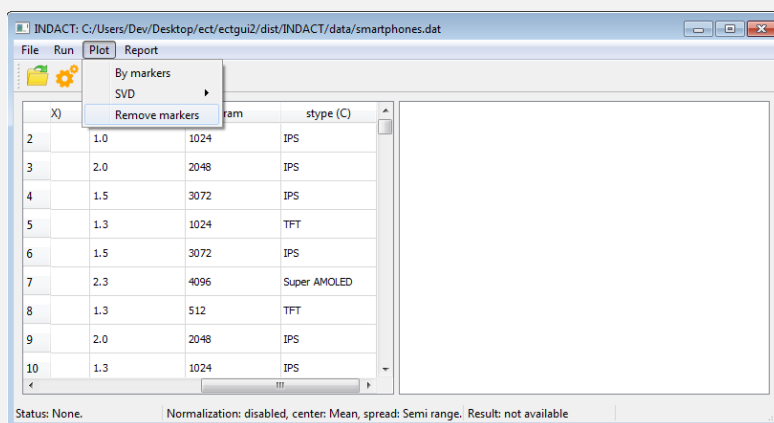 INDACT: C:/Users/Dev/Desktop/ect/ectgui2/dist/INDACT/data/smartphones.dat
File Run Plot Report
By markers
SVD
Remove markers
X) ram stype (C)
2 1.0 1024 IPS
3 2.0 2048 IPS
4 1.5 3072 IPS
5 1.3 1024 TFT
6 1.5 3072 IPS
7 2.3 4096 Super AMOLED
8 1.3 512 TFT
9 2.0 2048 IPS
10 1.3 1024 IPS
Status: None. Normalization: disabled, center: Mean, spread: Semi range. Result: not available